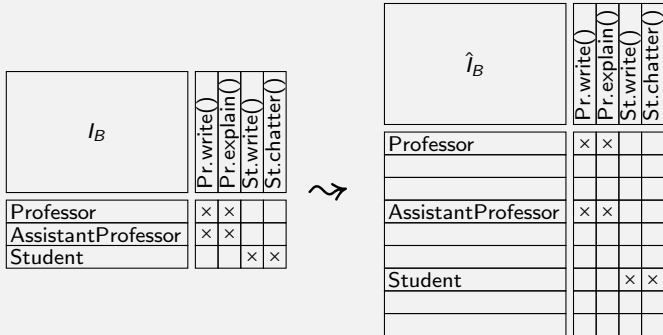 I_B
Pr.write()
Pr.explain()
St.write()
St.chatter()
Professor × ×
AssistantProfessor × ×
Student × ×
⤳
Î_B
Pr.write()
Pr.explain()
St.write()
St.chatter()
Professor × ×
AssistantProfessor × ×
Student × ×